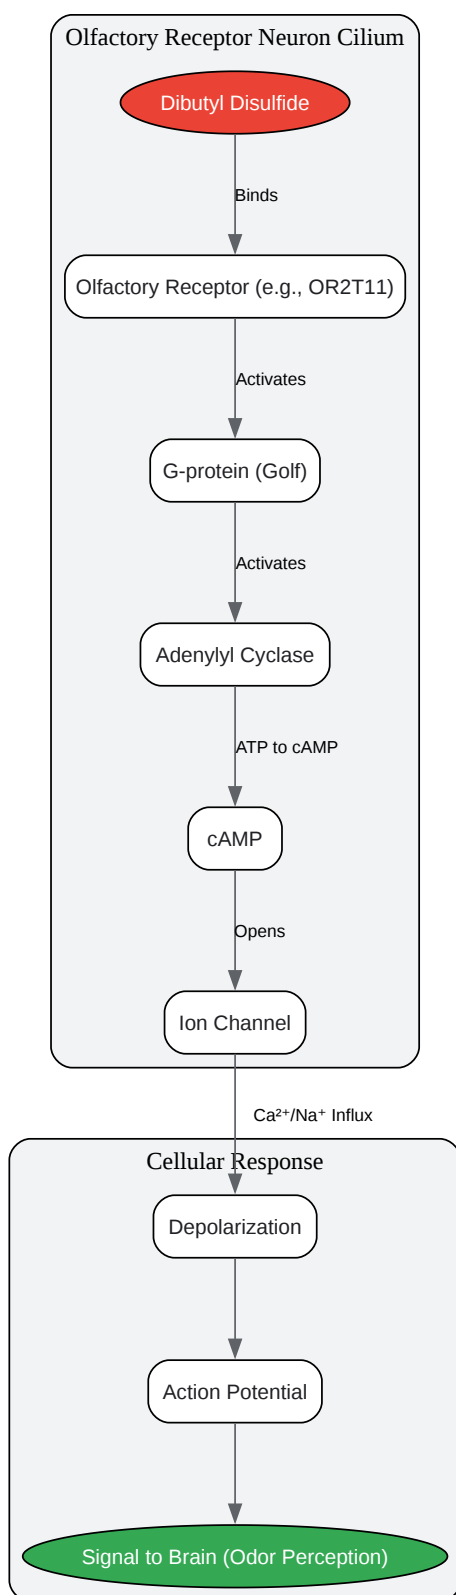 Olfactory Receptor Neuron Cilium
Dibutyl Disulfide
Binds
Olfactory Receptor (e.g., OR2T11)
Activates
G-protein (Golf)
Activates
Adenylyl Cyclase
ATP to cAMP
cAMP
Opens
Ion Channel
Ca²⁺/Na⁺ Influx
Cellular Response
Depolarization
Action Potential
Signal to Brain (Odor Perception)